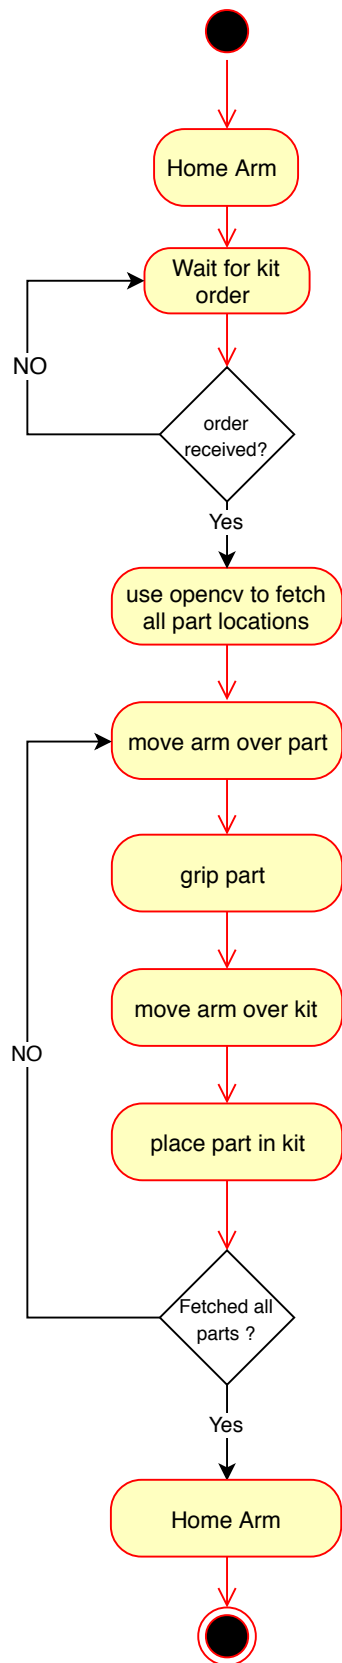 Home Arm
Wait for kit
order
NO
order
received?
Yes
use opencv to fetch
all part locations
move arm over part
grip part
move arm over kit
NO
place part in kit
Fetched all
parts ?
Yes
Home Arm